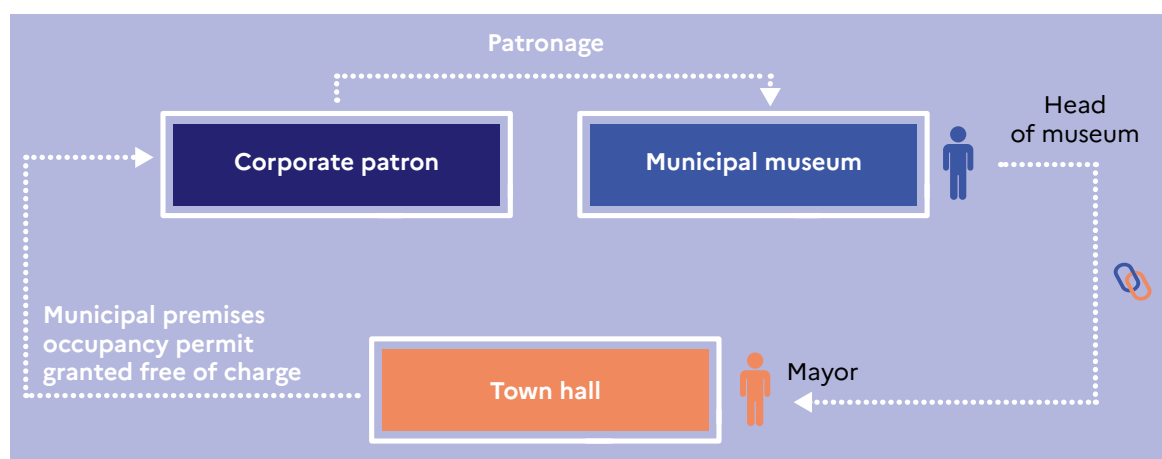 Patronage
Corporate patron
Municipal museum
Head
of museum
Municipal premises
occupancy permit
granted free of charge
Town hall
Mayor